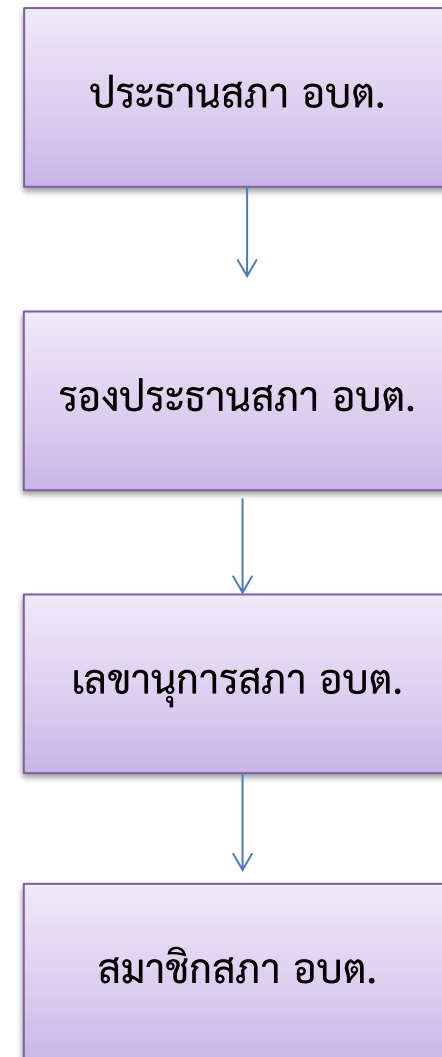 ประธานสภา อบต.
รองประธานสภา อบต.
เลขานุการสภา อบต.
สมาชิกสภา อบต.